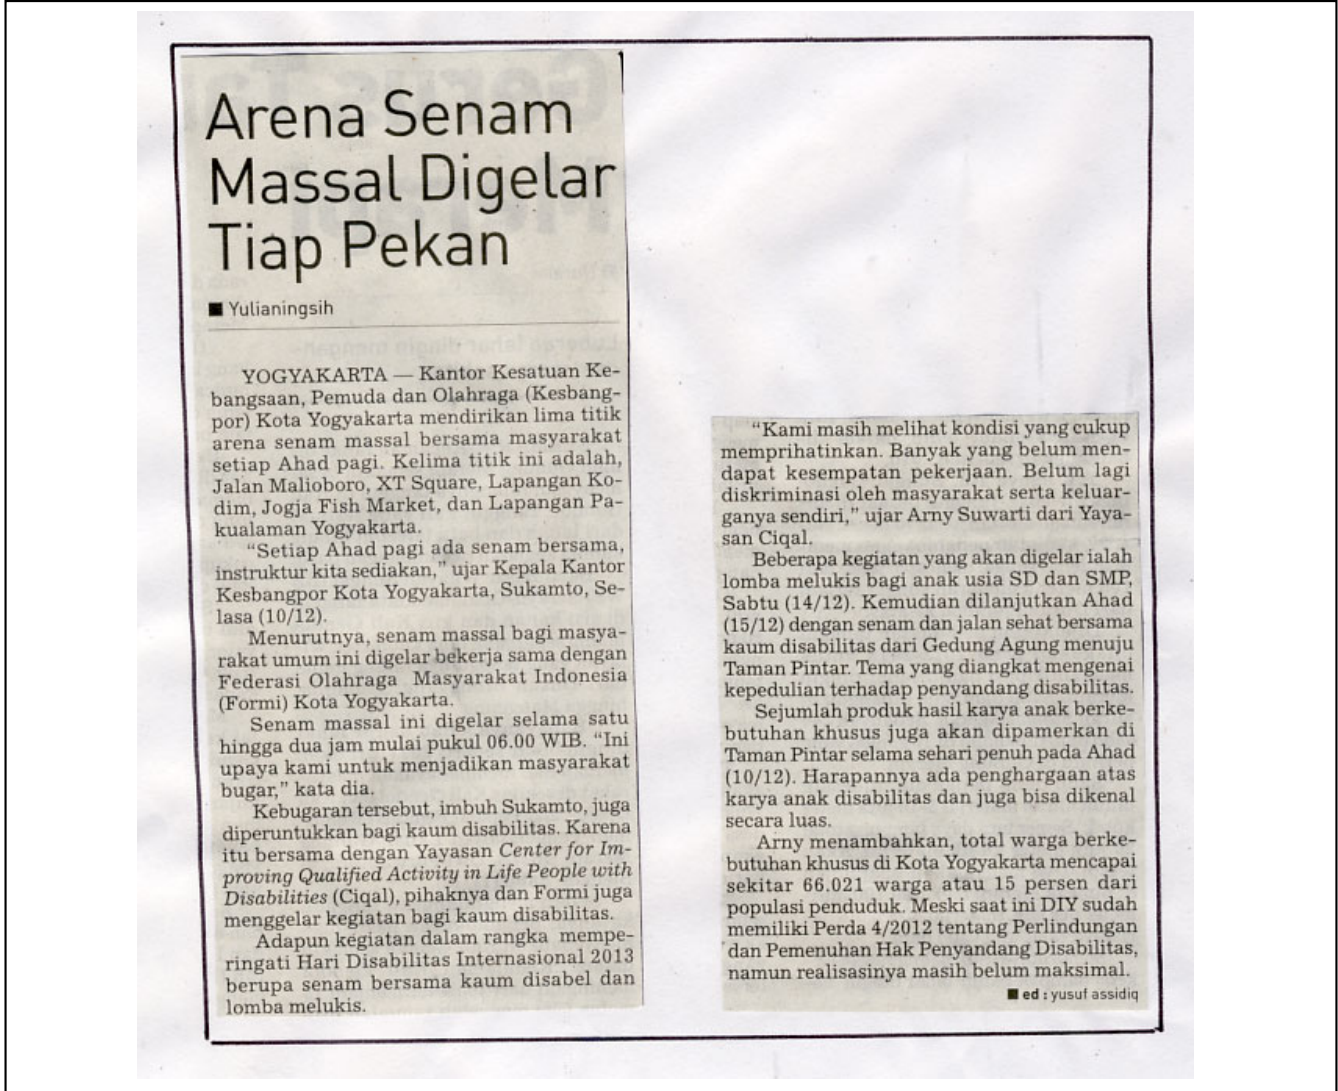 Arena Senam
Massal Digelar
Tiap Pekan
■ Yulianingsih
YOGYAKARTA — Kantor Kesatuan Ke-
bangsaan, Pemuda dan Olahraga (Kesbang-
por) Kota Yogyakarta mendirikan lima titik
arena senam massal bersama masyarakat
setiap Ahad pagi. Kelima titik ini adalah,
Jalan Malioboro, XT Square, Lapangan Ko-
dim, Jogja Fish Market, dan Lapangan Pa-
kualaman Yogyakarta.
“Setiap Ahad pagi ada senam bersama,
instruktur kita sediakan,” ujar Kepala Kantor
Kesbangpor Kota Yogyakarta, Sukamto, Se-
lasa (10/12).
Menurutnya, senam massal bagi masya-
rakat umum ini digelar bekerja sama dengan
Federasi Olahraga Masyarakat Indonesia
(Formi) Kota Yogyakarta.
Senam massal ini digelar selama satu
hingga dua jam mulai pukul 06.00 WIB. “Ini
upaya kami untuk menjadikan masyarakat
bugar,” kata dia.
Kebugaran tersebut, imbuh Sukamto, juga
diperuntukkan bagi kaum disabilitas. Karena
itu bersama dengan Yayasan Center for Im-
proving Qualified Activity in Life People with
Disabilities (Ciqal), pihaknya dan Formi juga
menggelar kegiatan bagi kaum disabilitas.
Adapun kegiatan dalam rangka mempe-
ringati Hari Disabilitas Internasional 2013
berupa senam bersama kaum disabel dan
lomba melukis.
“Kami masih melihat kondisi yang cukup
memprihatinkan. Banyak yang belum men-
dapat kesempatan pekerjaan. Belum lagi
diskriminasi oleh masyarakat serta keluar-
ganya sendiri,” ujar Arny Suwarti dari Yaya-
san Ciqal.
Beberapa kegiatan yang akan digelar ialah
lomba melukis bagi anak usia SD dan SMP,
Sabtu (14/12). Kemudian dilanjutkan Ahad
(15/12) dengan senam dan jalan sehat bersama
kaum disabilitas dari Gedung Agung menuju
Taman Pintar. Tema yang diangkat mengenai
kepedulian terhadap penyandang disabilitas.
Sejumlah produk hasil karya anak berke-
butuhan khusus juga akan dipamerkan di
Taman Pintar selama sehari penuh pada Ahad
(10/12). Harapannya ada penghargaan atas
karya anak disabilitas dan juga bisa dikenal
secara luas.
Arny menambahkan, total warga berke-
butuhan khusus di Kota Yogyakarta mencapai
sekitar 66.021 warga atau 15 persen dari
populasi penduduk. Meski saat ini DIY sudah
memiliki Perda 4/2012 tentang Perlindungan
dan Pemenuhan Hak Penyandang Disabilitas,
namun realisasinya masih belum maksimal.
■ ed : yusuf assidiq